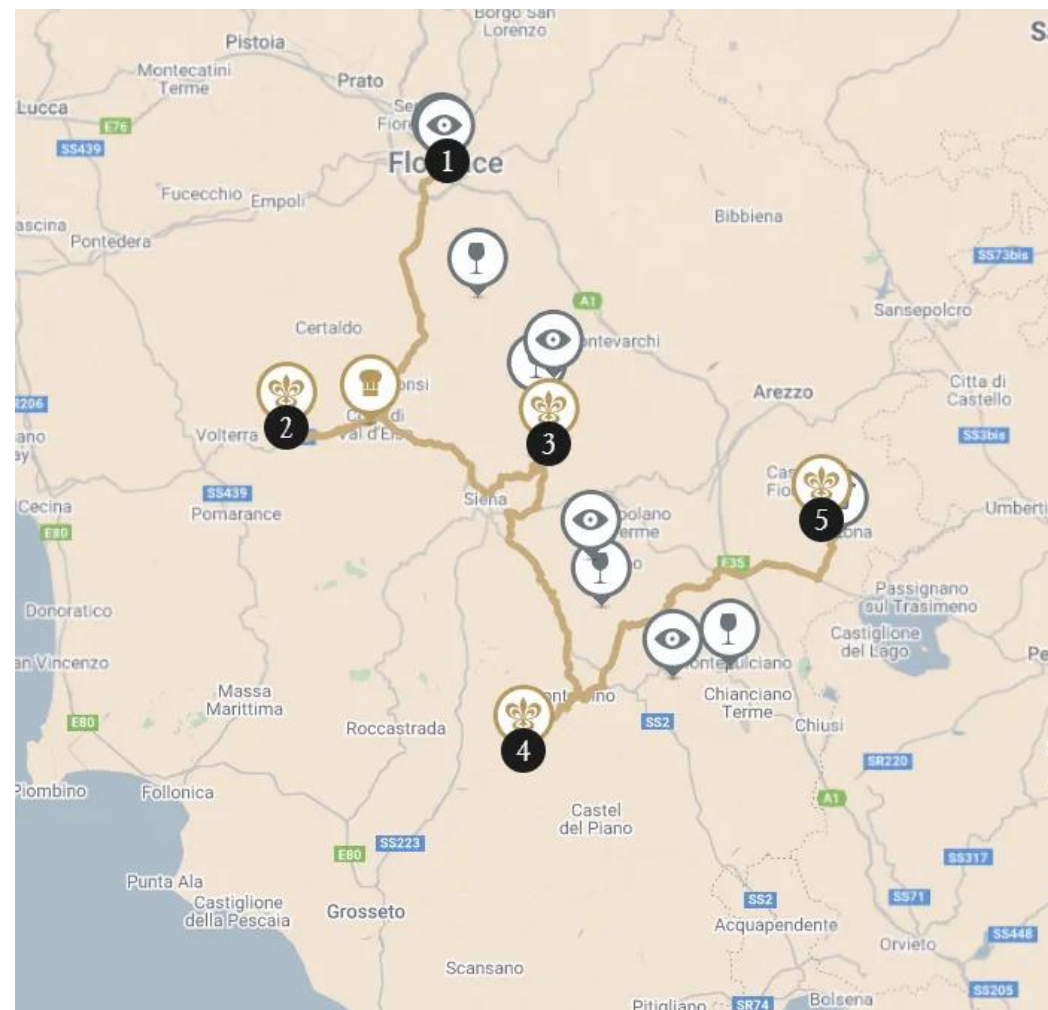 Borgo San
Lorenzo
Pistoia
Montecatini
Terme
Prato
Lucca
E76
SS439
1
Fucecchio
Empoli
Pontedera
Bibbiena
SS73bis
A1
Sansepolcro
Certaldo
Arezzo
Citta di
Castello
2
Volterra
3
SS3bis
SS439
Pomarance
Siena
Cecina
E80
5
E35
Passignano
sul Trasimeno
Castiglione
del Lago
Donoratico
Massa
Marittima
Chianciano
Terme
E80
Roccastrada
4
SS2
Chiusi
SR220
Follonica
A1
Castel
del Piano
E80
SS223
SS317
Punta Ala
Castiglione
della Pescaia
Grosseto
SS2
SS71
Acquapendente
SS448
Orvieto
Scansano
SS205
Pitigliano
SR74
Bolsena